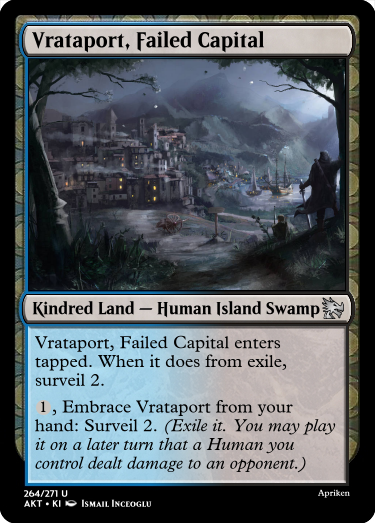 Vrataport, Failed Capital
Kindred Land — Human Island Swamp
Vrataport, Failed Capital enters
tapped. When it does from exile,
surveil 2.
1, Embrace Vrataport from your
hand: Surveil 2. (Exile it. You may play
it on a later turn that a Human you
control dealt damage to an opponent.)
264/271 U
Apriken
AKT • KI Ismail Inceoglu